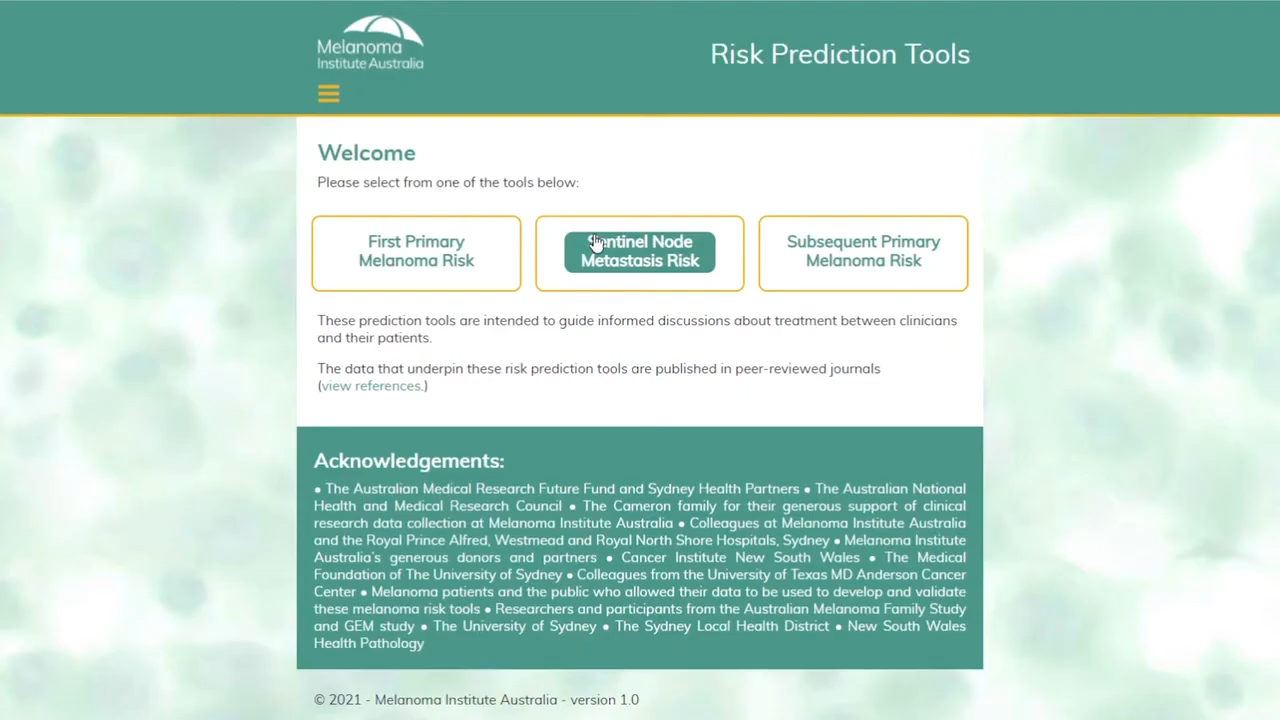 Melanoma
Institute Australia
Risk Prediction Tools
Welcome
Please select from one of the tools below:
First Primary
Melanoma Risk
Sentinel Node
Metastasis Risk
Subsequent Primary
Melanoma Risk
These prediction tools are intended to guide informed discussions about treatment between clinicians
and their patients.
The data that underpin these risk prediction tools are published in peer-reviewed journals
(view references.)
Acknowledgements:
• The Australian Medical Research Future Fund and Sydney Health Partners • The Australian National
Health and Medical Research Council • The Cameron family for their generous support of clinical
research data collection at Melanoma Institute Australia • Colleagues at Melanoma Institute Australia
and the Royal Prince Alfred, Westmead and Royal North Shore Hospitals, Sydney • Melanoma Institute
Australia's generous donors and partners • Cancer Institute New South Wales • The Medical
Foundation of The University of Sydney • Colleagues from the University of Texas MD Anderson Cancer
Center • Melanoma patients and the public who allowed their data to be used to develop and validate
these melanoma risk tools • Researchers and participants from the Australian Melanoma Family Study
and GEM study • The University of Sydney • The Sydney Local Health District • New South Wales
Health Pathology
© 2021 - Melanoma Institute Australia - version 1.0